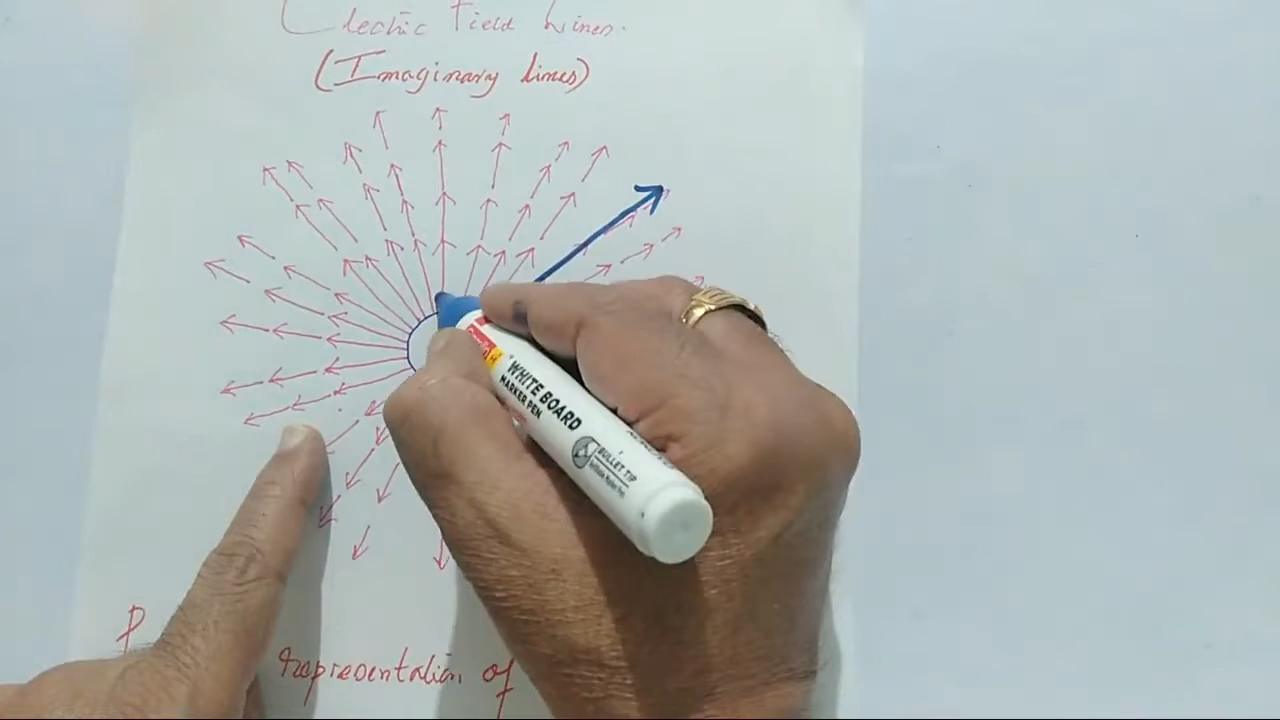 Electric Field Lines.
(Imaginary lines)
WHITE BOARD
MARKER PEN
BULLET TIP
P
representation of